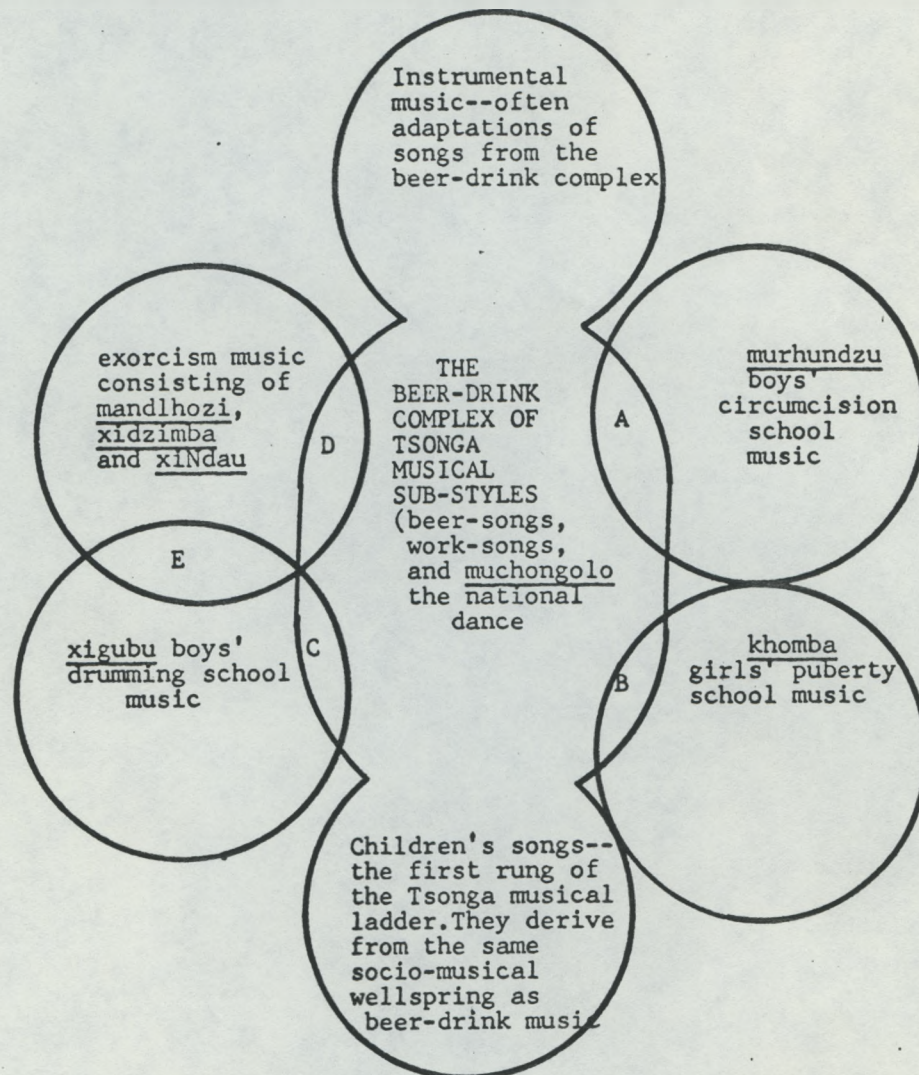 Instrumental
music--often
adaptations of
songs from the
beer-drink complex
exorcism music
consisting of
mandlhozi,
xidzimba
and xiNdau
D
THE
BEER-DRINK
COMPLEX OF
TSONGA
MUSICAL
SUB-STYLES
(beer-songs,
work-songs,
and muchongolo
the national
dance
A
murhundzu
boys'
circumcision
school
music
E
xigubu boys'
drumming school
music
C
B
khomba
girls' puberty
school music
Children's songs--
the first rung of
the Tsonga musical
ladder.They derive
from the same
socio-musical
wellspring as
beer-drink music